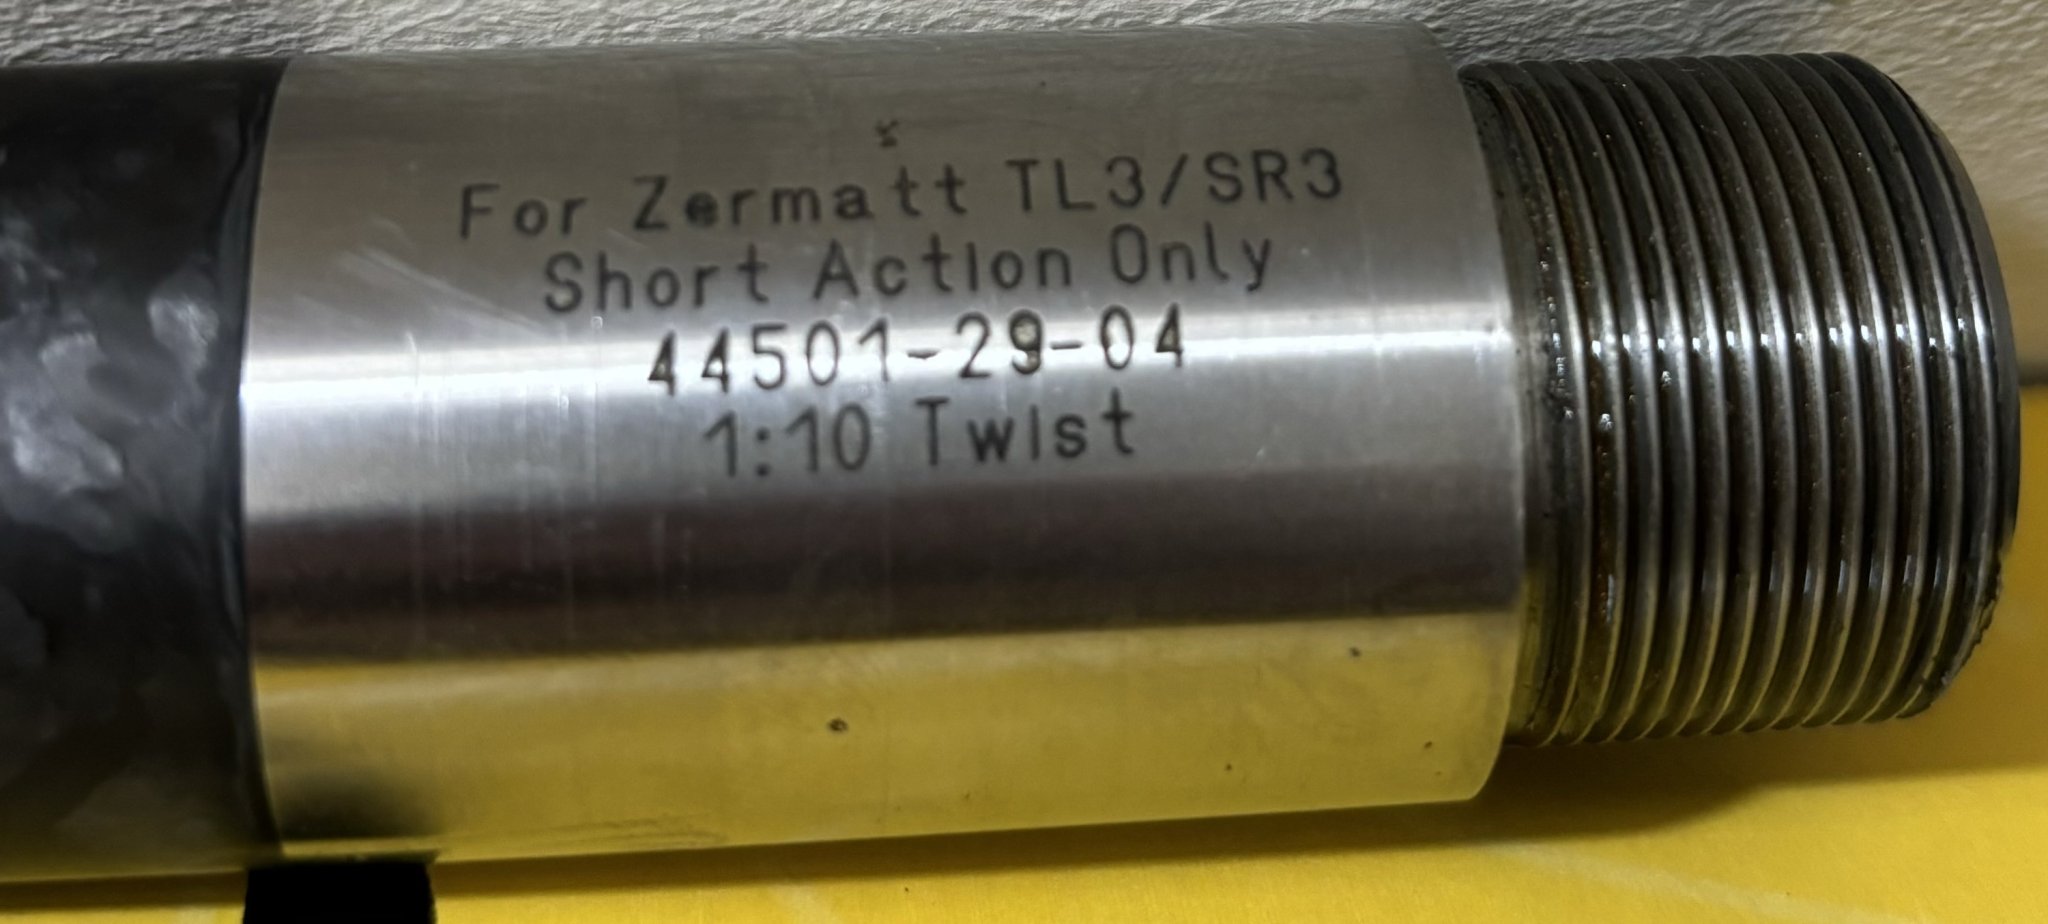 For Zermatt TL3/SR3
Short Action Only
44501-29-04
1:10 Twist